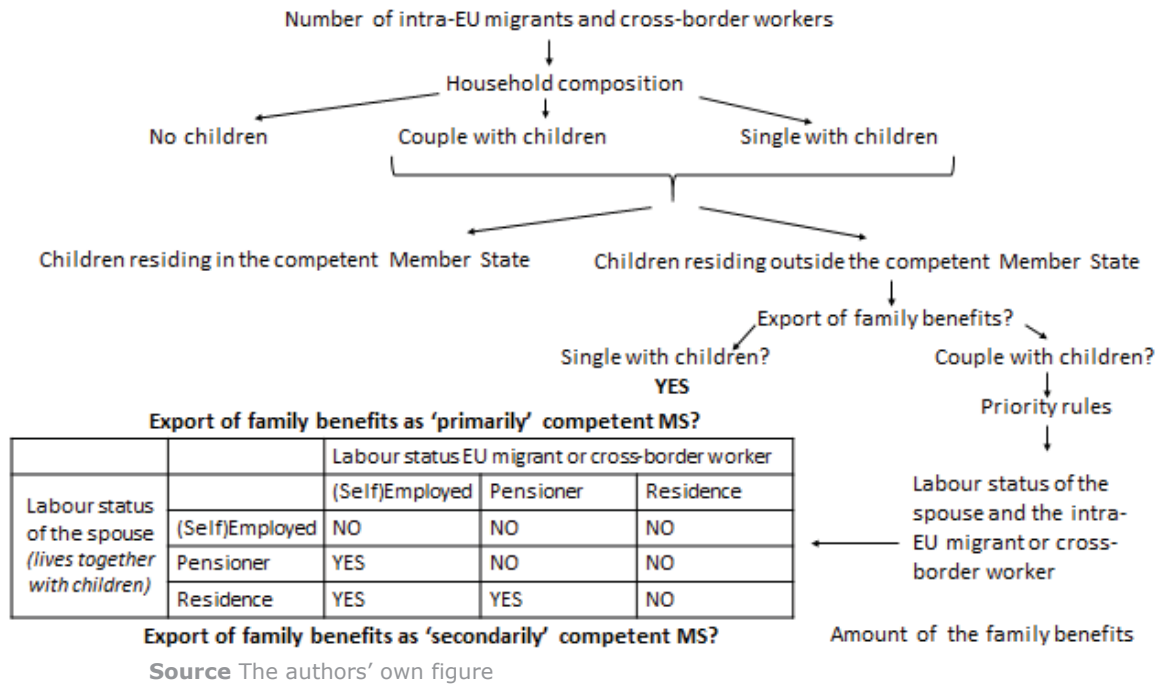 Number of intra-EU migrants and cross-border workers
Household composition
No children
Couple with children
Single with children
Children residing in the competent Member State
Children residing outside the competent Member State
Export of family benefits?
Single with children?
Couple with children?
YES
Priority rules
Export of family benefits as ‘primarily’ competent MS?
Labour status EU migrant or cross-border worker
(Self)Employed
Pensioner
Residence
Labour status
of the spouse
(lives together
with children)
(Self)Employed
NO
NO
NO
Pensioner
YES
NO
NO
Residence
YES
YES
NO
Labour status of the
spouse and the intra-
EU migrant or cross-
border worker
Export of family benefits as ‘secondarily’ competent MS?
Amount of the family benefits
Source The authors’ own figure